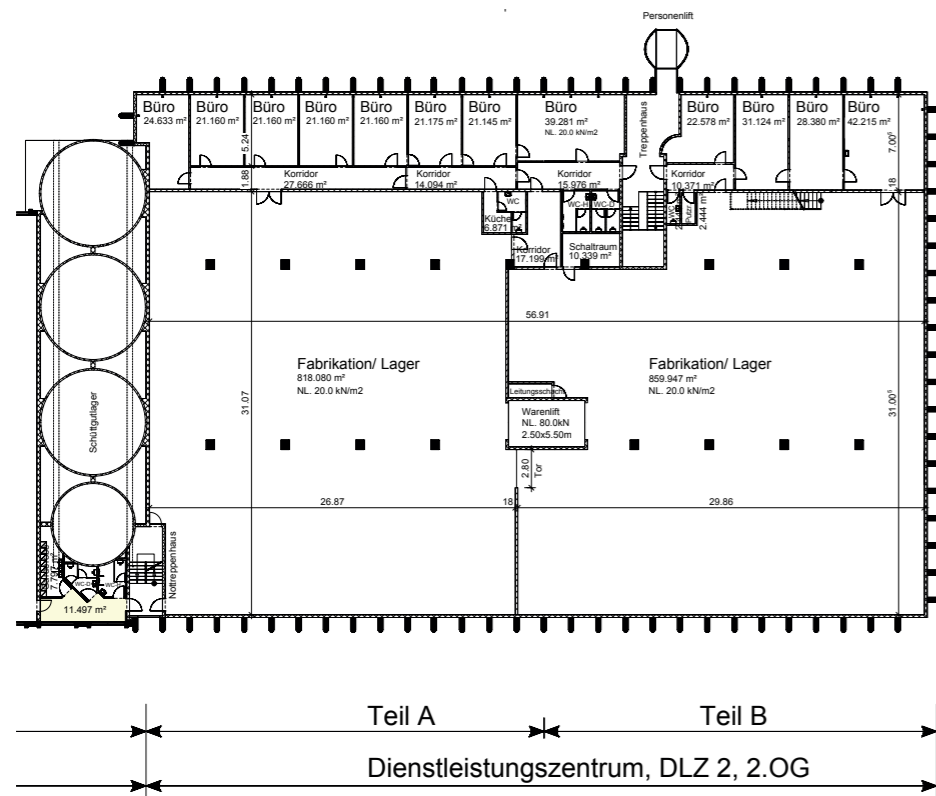 Personenlift
Büro
24.633 m²
Büro
21.160 m²
Büro
21.160 m²
Büro
21.160 m²
Büro
21.160 m²
Büro
21.175 m²
Büro
21.145 m²
Büro
39.281 m²
NL. 20.0 kN/m2
Treppenhaus
Büro
22.578 m²
Büro
31.124 m²
Büro
28.380 m²
Büro
42.215 m²
5.24
7.00⁵
1.88
18
Korridor
27.666 m²
Korridor
14.094 m²
Korridor
15.976 m²
Korridor
10.371 m²
WC
Küche
6.871 m²
WC-H
WC-D
WC
Putzr.
2.444 m²
Korridor
17.199 m²
Schaltraum
10.339 m²
56.91
Fabrikation/ Lager
818.080 m²
NL. 20.0 kN/m2
Fabrikation/ Lager
859.947 m²
NL. 20.0 kN/m2
31.07
31.00⁵
Leitungsschacht
Warenlift
NL. 80.0kN
2.50x5.50m
2.80
Tor
Schüttgutlager
26.87
18
29.86
Nottreppenhaus
WC-D
11.497 m²
Teil A
Teil B
Dienstleistungszentrum, DLZ 2, 2.OG